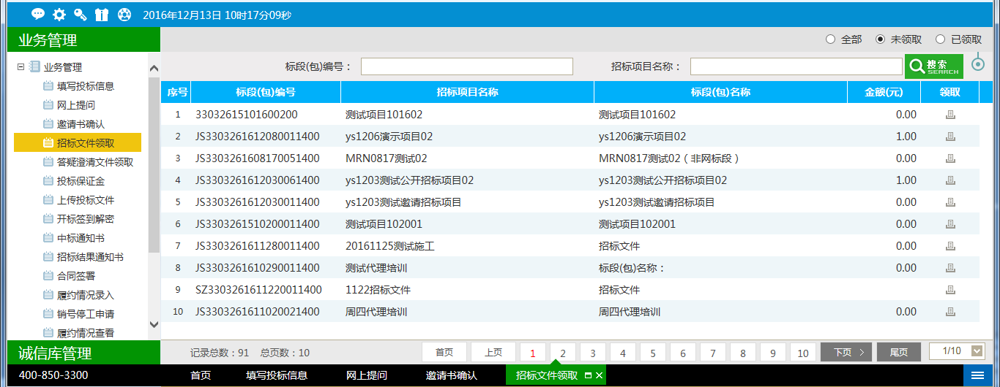 2016年12月13日 10时17分09秒
业务管理
全部 未领取 已领取
业务管理
填写投标信息
网上提问
邀请书确认
招标文件领取
答疑澄清文件领取
投标保证金
上传投标文件
开标签到解密
中标通知书
招标结果通知书
合同签署
履约情况录入
销号停工申请
履约情况查看
诚信库管理
标段(包)编号： 招标项目名称： 搜索 SEARCH
序号 标段(包)编号 招标项目名称 标段(包)名称 金额(元) 领取
1 33032615101600200 测试项目101602 测试项目101602 0.00
2 JS3303261612080011400 ys1206演示项目02 ys1206演示项目02 1.00
3 JS3303261608170051400 MRN0817测试02 MRN0817测试02（非网标段） 0.00
4 JS3303261612030061400 ys1203测试公开招标项目02 ys1203测试公开招标项目02 1.00
5 JS3303261612030011400 ys1203测试邀请招标项目 ys1203测试邀请招标项目 0.00
6 JS3303261510200011400 测试项目102001 测试项目102001 0.00
7 JS3303261611280011400 20161125测试施工 招标文件 0.00
8 JS3303261610290011400 测试代理培训 标段(包)名称： 0.00
9 SZ3303261611220011400 1122招标文件 招标文件
10 JS3303261611020021400 周四代理培训 周四代理培训 0.00
记录总数：91 总页数：10 首页 上页 1 2 3 4 5 6 7 8 9 10 下页 尾页 1/10
400-850-3300 首页 填写投标信息 网上提问 邀请书确认 招标文件领取